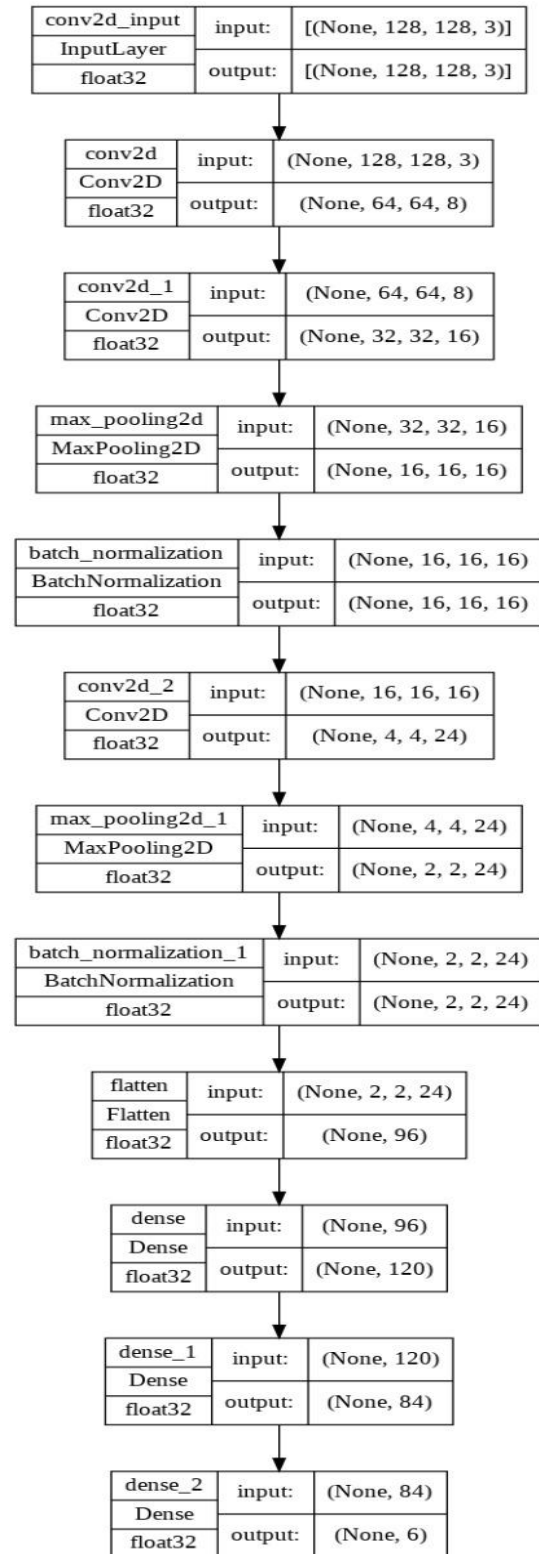 conv2d_input
InputLayer
float32
input:
[(None, 128, 128, 3)]
output:
[(None, 128, 128, 3)]
conv2d
Conv2D
float32
input:
(None, 128, 128, 3)
output:
(None, 64, 64, 8)
conv2d_1
Conv2D
float32
input:
(None, 64, 64, 8)
output:
(None, 32, 32, 16)
max_pooling2d
MaxPooling2D
float32
input:
(None, 32, 32, 16)
output:
(None, 16, 16, 16)
batch_normalization
BatchNormalization
float32
input:
(None, 16, 16, 16)
output:
(None, 16, 16, 16)
conv2d_2
Conv2D
float32
input:
(None, 16, 16, 16)
output:
(None, 4, 4, 24)
max_pooling2d_1
MaxPooling2D
float32
input:
(None, 4, 4, 24)
output:
(None, 2, 2, 24)
batch_normalization_1
BatchNormalization
float32
input:
(None, 2, 2, 24)
output:
(None, 2, 2, 24)
flatten
Flatten
float32
input:
(None, 2, 2, 24)
output:
(None, 96)
dense
Dense
float32
input:
(None, 96)
output:
(None, 120)
dense_1
Dense
float32
input:
(None, 120)
output:
(None, 84)
dense_2
Dense
float32
input:
(None, 84)
output:
(None, 6)